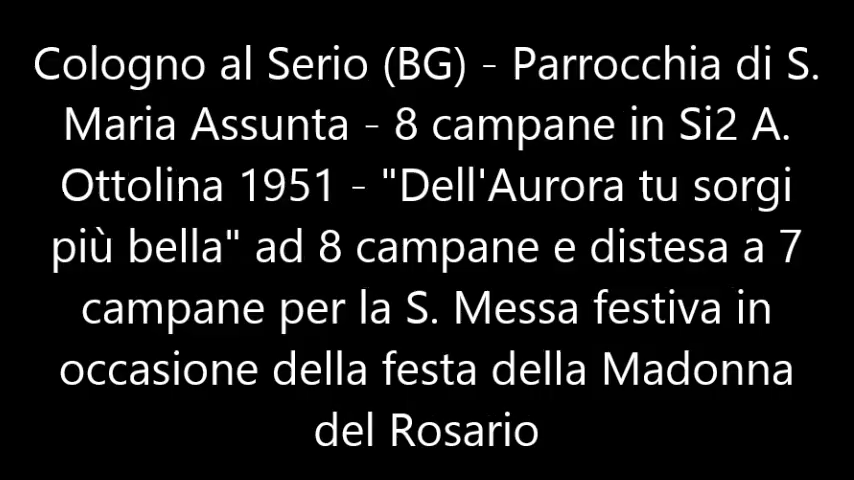 Cologno al Serio (BG) - Parrocchia di S.
Maria Assunta - 8 campane in Si2 A.
Ottolina 1951 - "Dell'Aurora tu sorgi
più bella" ad 8 campane e distesa a 7
campane per la S. Messa festiva in
occasione della festa della Madonna
del Rosario